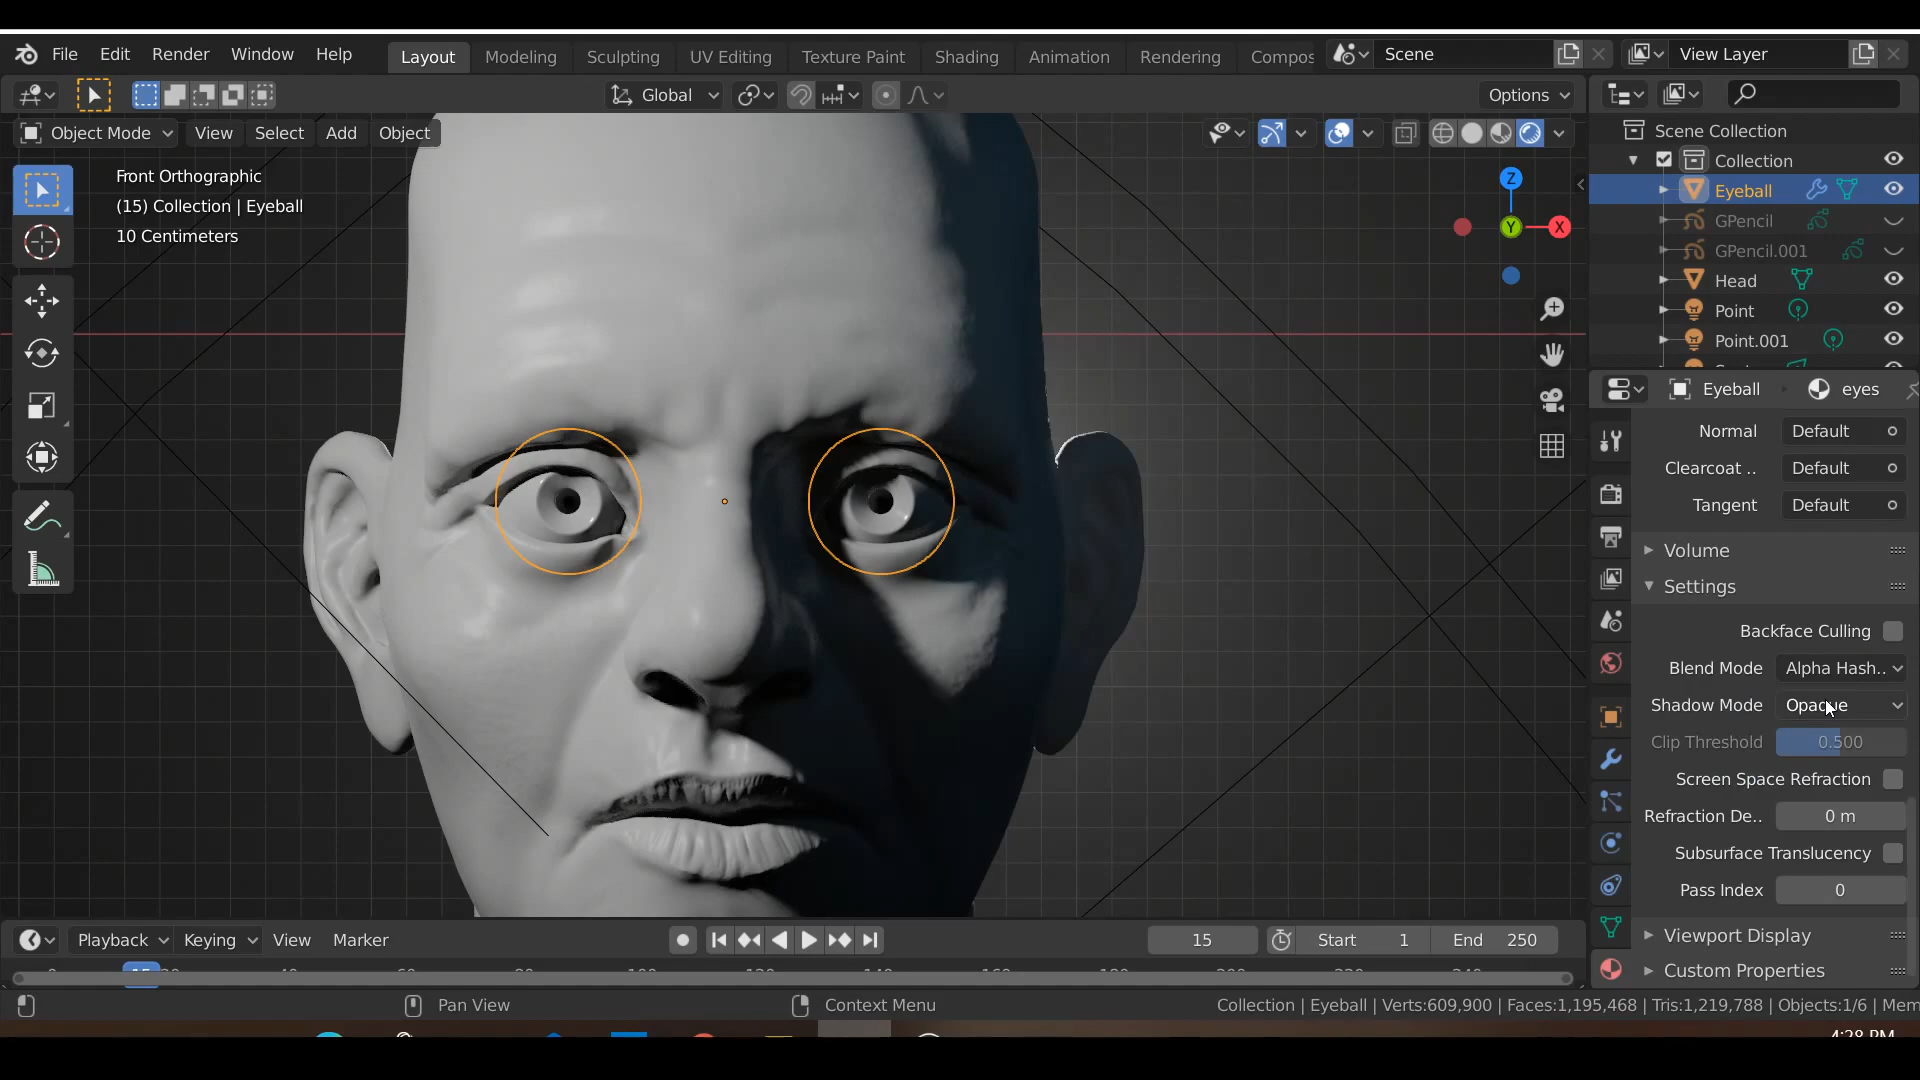 File Edit Render Window Help Layout Modeling Sculpting UV Editing Texture Paint Shading Animation Rendering Compos Scene View Layer
Global Options
Object Mode View Select Add Object
Front Orthographic
(15) Collection | Eyeball
10 Centimeters
Z
Y
X
Scene Collection
Collection
Eyeball
GPencil
GPencil.001
Head
Point
Point.001
Eyeball eyes
Normal Default
Clearcoat .. Default
Tangent Default
Volume
Settings
Backface Culling
Blend Mode Alpha Hash..
Shadow Mode Opaque
Clip Threshold 0.500
Screen Space Refraction
Refraction De.. 0 m
Subsurface Translucency
Pass Index 0
Viewport Display
Custom Properties
Playback Keying View Marker 15 Start 1 End 250
Pan View Context Menu Collection | Eyeball | Verts:609,900 | Faces:1,195,468 | Tris:1,219,788 | Objects:1/6 | Mem
4:28 PM